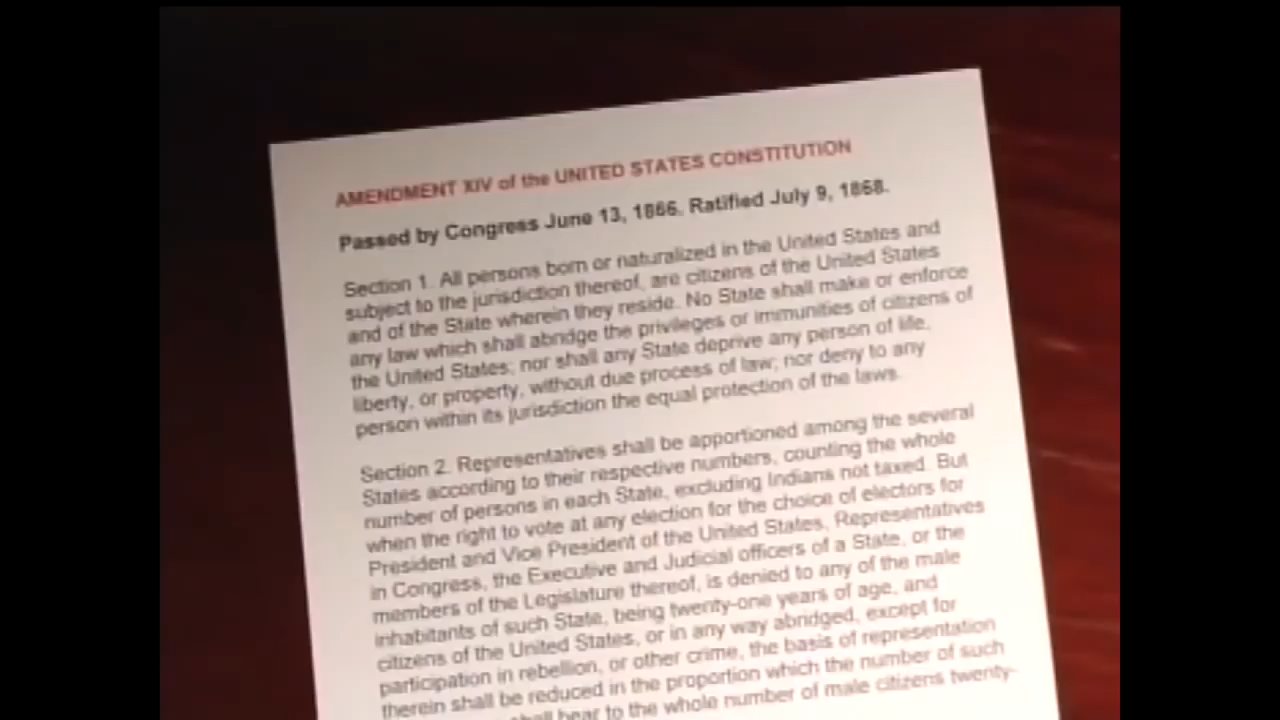 AMENDMENT XIV of the UNITED STATES CONSTITUTION
Passed by Congress June 13, 1866. Ratified July 9, 1868.
Section 1. All persons born or naturalized in the United States and
subject to the jurisdiction thereof, are citizens of the United States
and of the State wherein they reside. No State shall make or enforce
any law which shall abridge the privileges or immunities of citizens of
the United States; nor shall any State deprive any person of life,
liberty, or property, without due process of law; nor deny to any
person within its jurisdiction the equal protection of the laws.
Section 2. Representatives shall be apportioned among the several
States according to their respective numbers, counting the whole
number of persons in each State, excluding Indians not taxed. But
when the right to vote at any election for the choice of electors for
President and Vice President of the United States, Representatives
in Congress, the Executive and Judicial officers of a State, or the
members of the Legislature thereof, is denied to any of the male
inhabitants of such State, being twenty-one years of age, and
citizens of the United States, or in any way abridged, except for
participation in rebellion, or other crime, the basis of representation
therein shall be reduced in the proportion which the number of such
shall bear to the whole number of male citizens twenty-